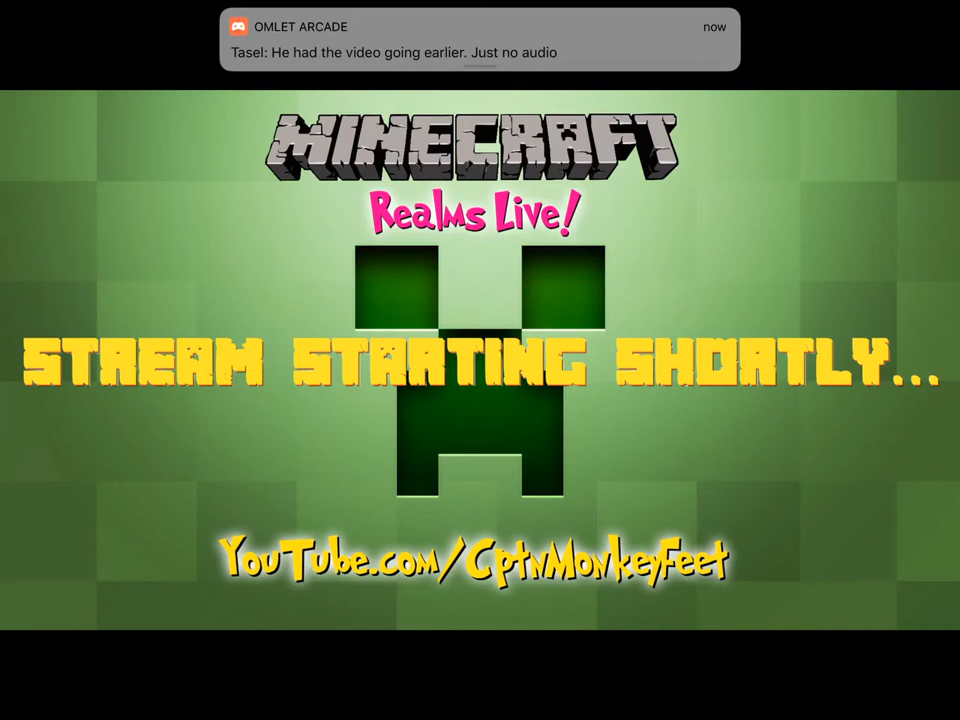 OMLET ARCADE now
Tasel: He had the video going earlier. Just no audio
MINECRAFT
Realms Live!
STREAM STARTING SHORTLY...
YouTube.com/CptnMonkeyFeet